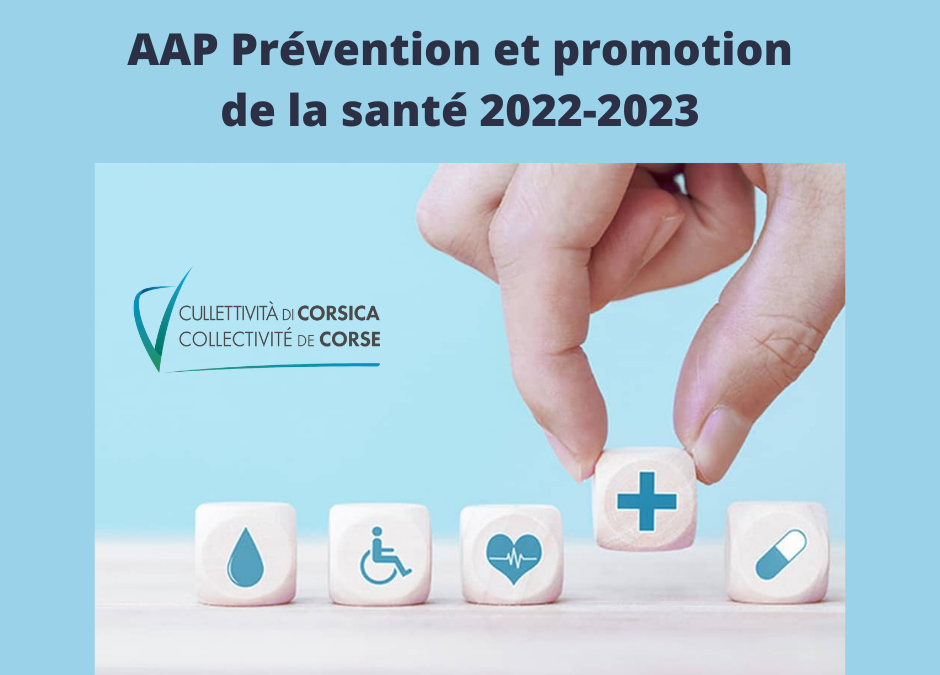 AAP Prévention et promotion
de la santé 2022-2023
CULLETTIVITÀ DI CORSICA
COLLECTIVITÉ DE CORSE